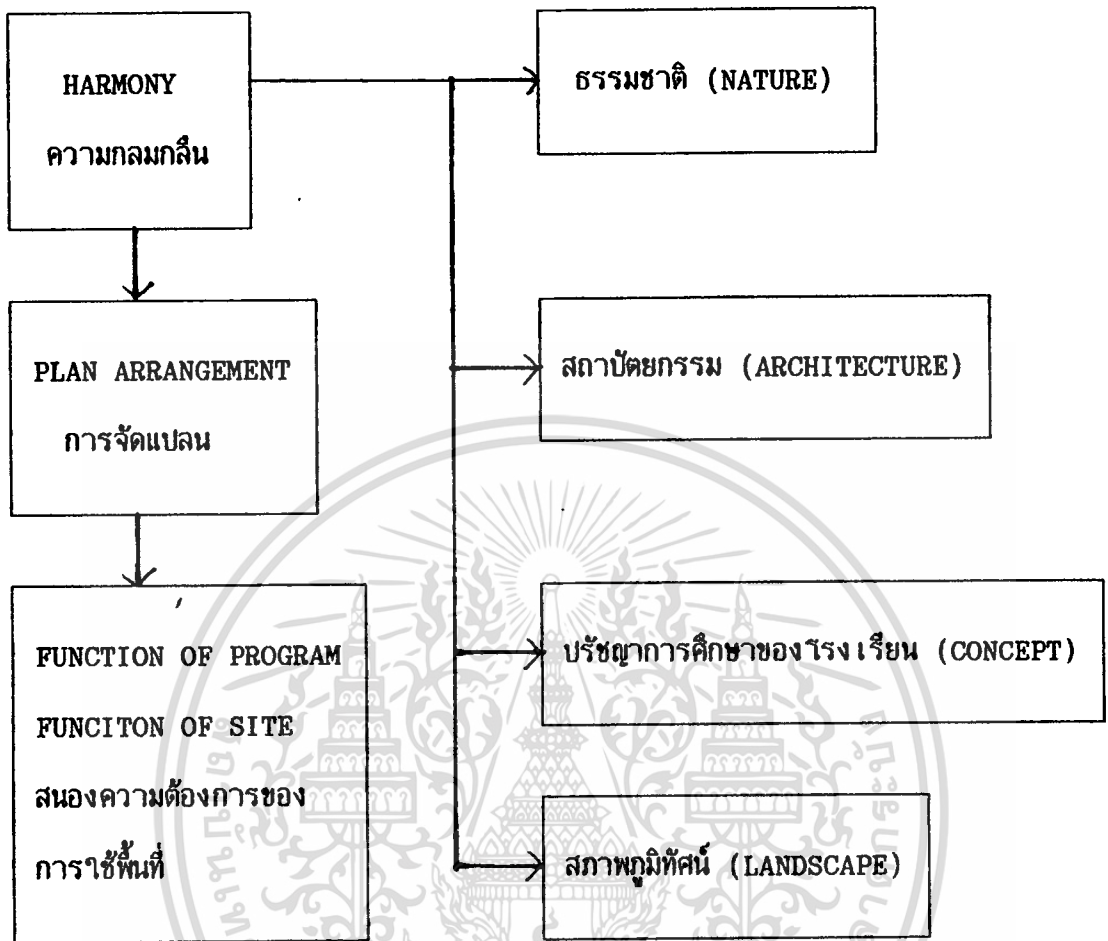 HARMONY
ความกลมกลืน
ธรรมชาติ (NATURE)
PLAN ARRANGEMENT
การจัดแปลน
สถาปัตยกรรม (ARCHITECTURE)
FUNCTION OF PROGRAM
FUNCITON OF SITE
สนองความต้องการของ
การใช้พื้นที่
ปรัชญาการศึกษาของโรงเรียน (CONCEPT)
สภาพภูมิทัศน์ (LANDSCAPE)